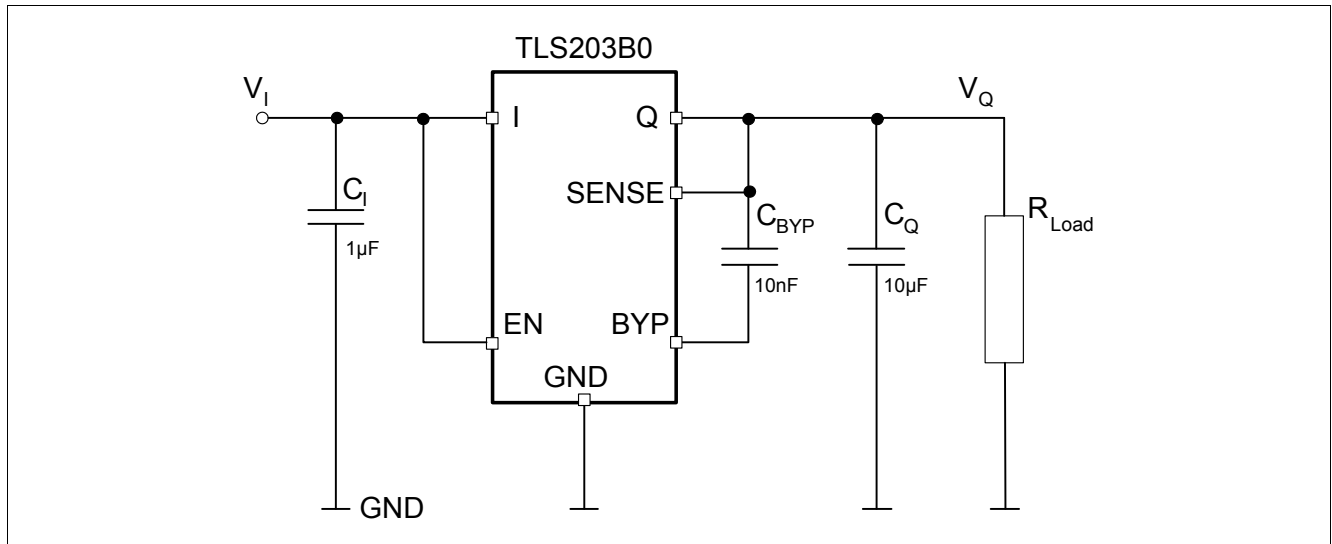 TLS203B0
V_I
I
Q
V_Q
SENSE
C_I
1µF
C_BYP
10nF
C_Q
10µF
R_Load
EN
BYP
GND
GND